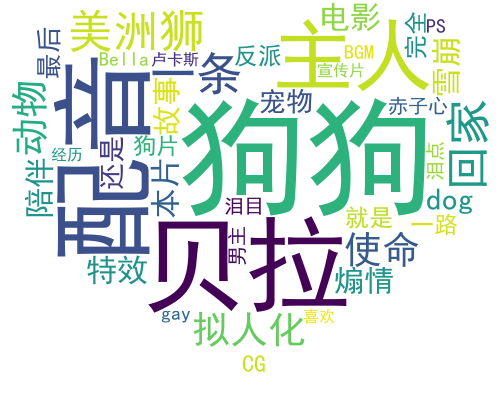 电影
PS
美洲狮
主人
完全
Bella
卢卡斯
反派
BGM
雪崩
最后
一条
宣传片
动物
配音
故事
宠物
赤子心
还是
狗片
狗狗
回家
泪点
经历
陪伴
本片
泪目
dog
贝拉
男主
就是
一路
特效
使命
煽情
gay
拟人化
喜欢
CG